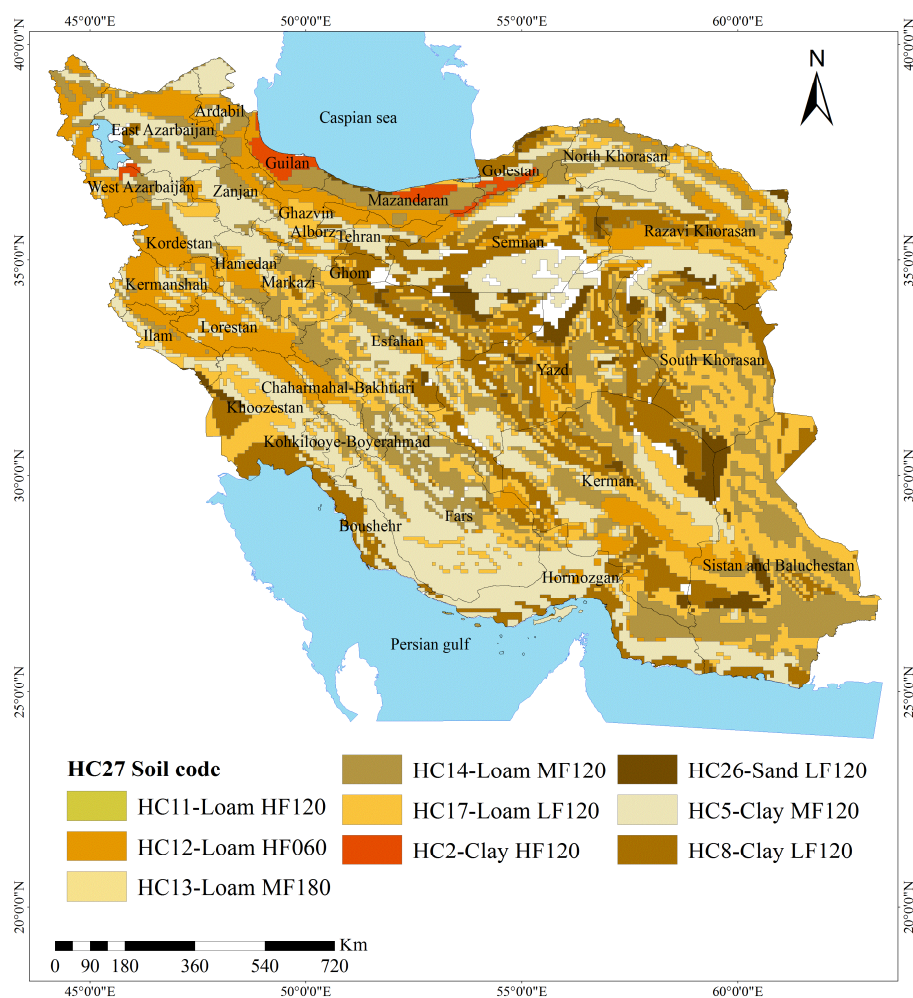 45°0'0"E 50°0'0"E 55°0'0"E 60°0'0"E
40°0'0"N 40°0'0"N
N
Caspian sea
Ardabil
East Azarbaijan
North Khorasan
Guilan
Golestan
West Azarbaijan
Zanjan
Mazandaran
Ghazvin
Alborz
Tehran
Razavi Khorasan
Kordestan
Semnan
35°0'0"N 35°0'0"N
Hamedan
Ghom
Kermanshah
Markazi
Lorestan
Ilam
Esfahan
South Khorasan
Yazd
Chaharmahal-Bakhtiari
Khoozestan
Kohkilooye-Boyerahmad
30°0'0"N 30°0'0"N
Kerman
Fars
Boushehr
Sistan and Baluchestan
Hormozgan
Persian gulf
25°0'0"N 25°0'0"N
HC27 Soil code
HC11-Loam HF120
HC12-Loam HF060
HC13-Loam MF180
HC14-Loam MF120
HC17-Loam LF120
HC2-Clay HF120
HC26-Sand LF120
HC5-Clay MF120
HC8-Clay LF120
20°0'0"N 20°0'0"N
Km
0 90 180 360 540 720
45°0'0"E 50°0'0"E 55°0'0"E 60°0'0"E